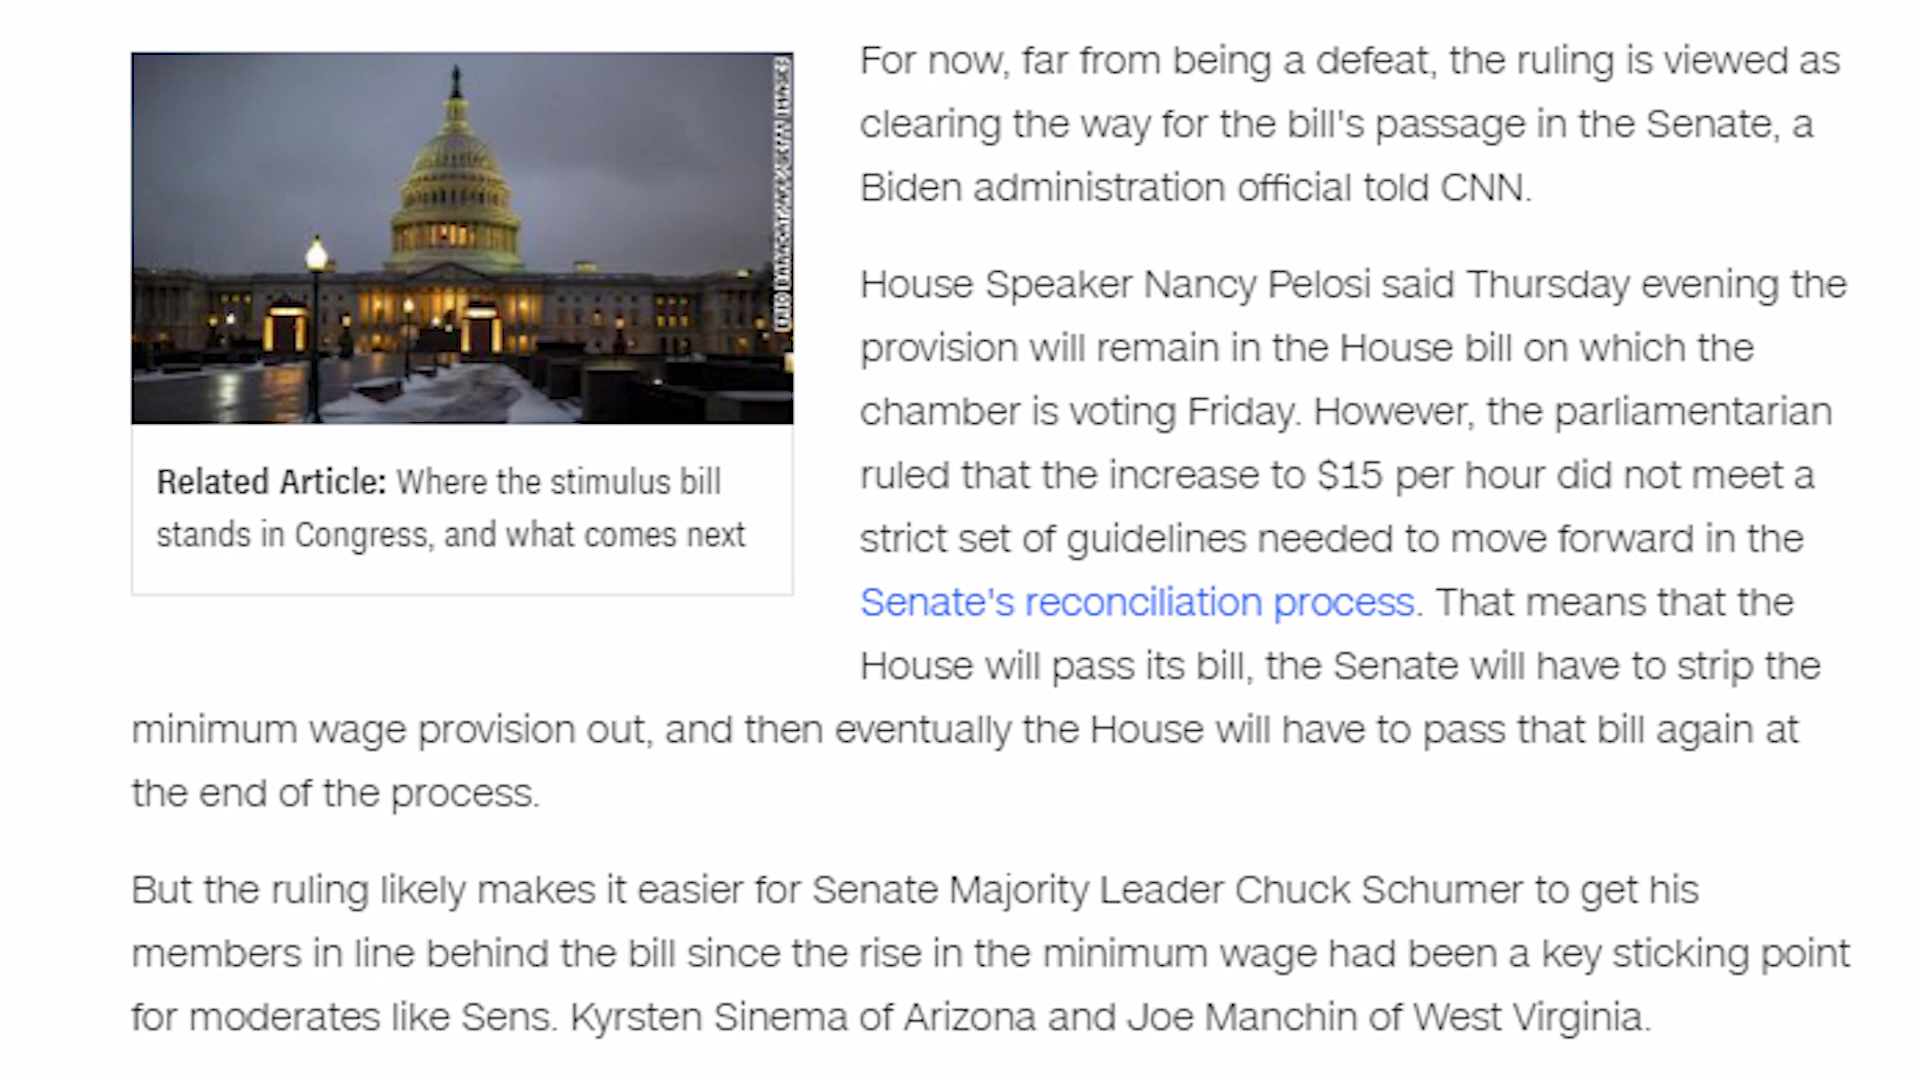 For now, far from being a defeat, the ruling is viewed as
clearing the way for the bill's passage in the Senate, a
Biden administration official told CNN.
House Speaker Nancy Pelosi said Thursday evening the
provision will remain in the House bill on which the
chamber is voting Friday. However, the parliamentarian
ruled that the increase to $15 per hour did not meet a
strict set of guidelines needed to move forward in the
Senate's reconciliation process. That means that the
House will pass its bill, the Senate will have to strip the
minimum wage provision out, and then eventually the House will have to pass that bill again at
the end of the process.
Related Article: Where the stimulus bill
stands in Congress, and what comes next
But the ruling likely makes it easier for Senate Majority Leader Chuck Schumer to get his
members in line behind the bill since the rise in the minimum wage had been a key sticking point
for moderates like Sens. Kyrsten Sinema of Arizona and Joe Manchin of West Virginia.